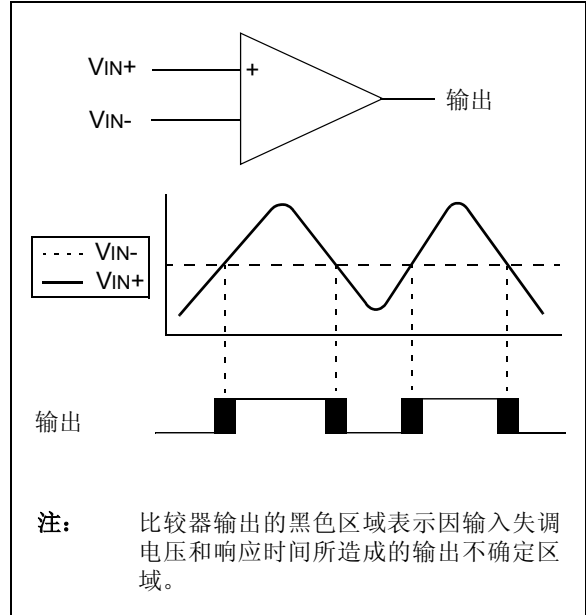 VIN+
+
输出
VIN-
VIN-
VIN+
输出
注：
比较器输出的黑色区域表示因输入失调
电压和响应时间所造成的输出不确定区
域。